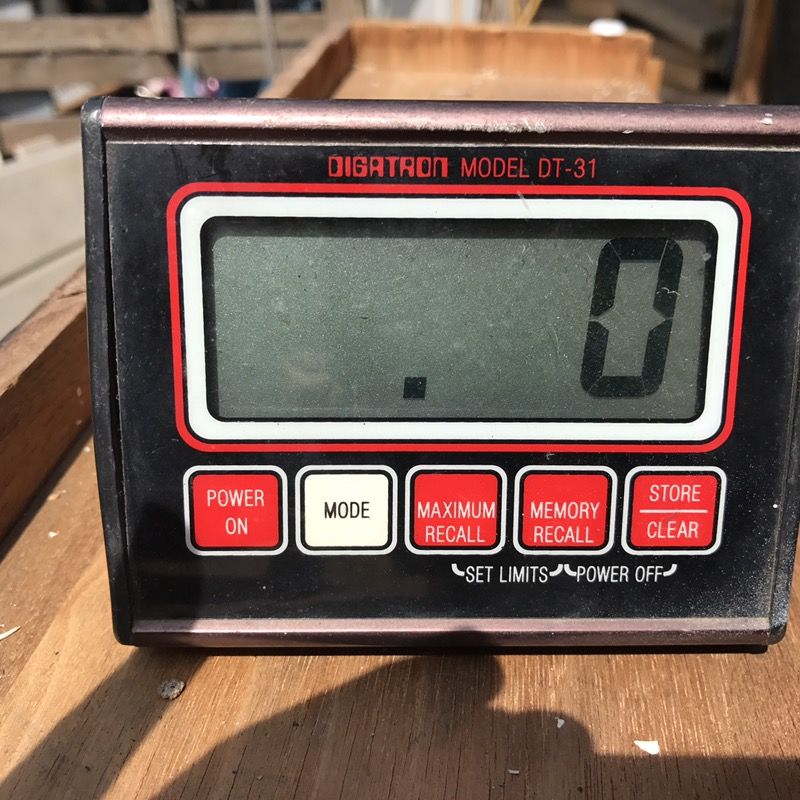 DIGATRON MODEL DT-31
. 0
POWER
ON
MODE
MAXIMUM
RECALL
MEMORY
RECALL
STORE
CLEAR
SET LIMITS
POWER OFF